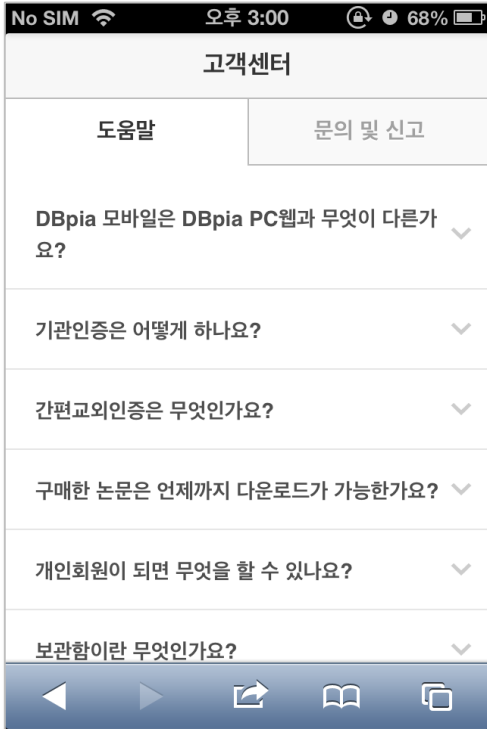 No SIM 오후 3:00 68%
고객센터
도움말 문의 및 신고
DBpia 모바일은 DBpia PC웹과 무엇이 다른가
요?
기관인증은 어떻게 하나요?
간편교외인증은 무엇인가요?
구매한 논문은 언제까지 다운로드가 가능한가요?
개인회원이 되면 무엇을 할 수 있나요?
보관함이란 무엇인가요?